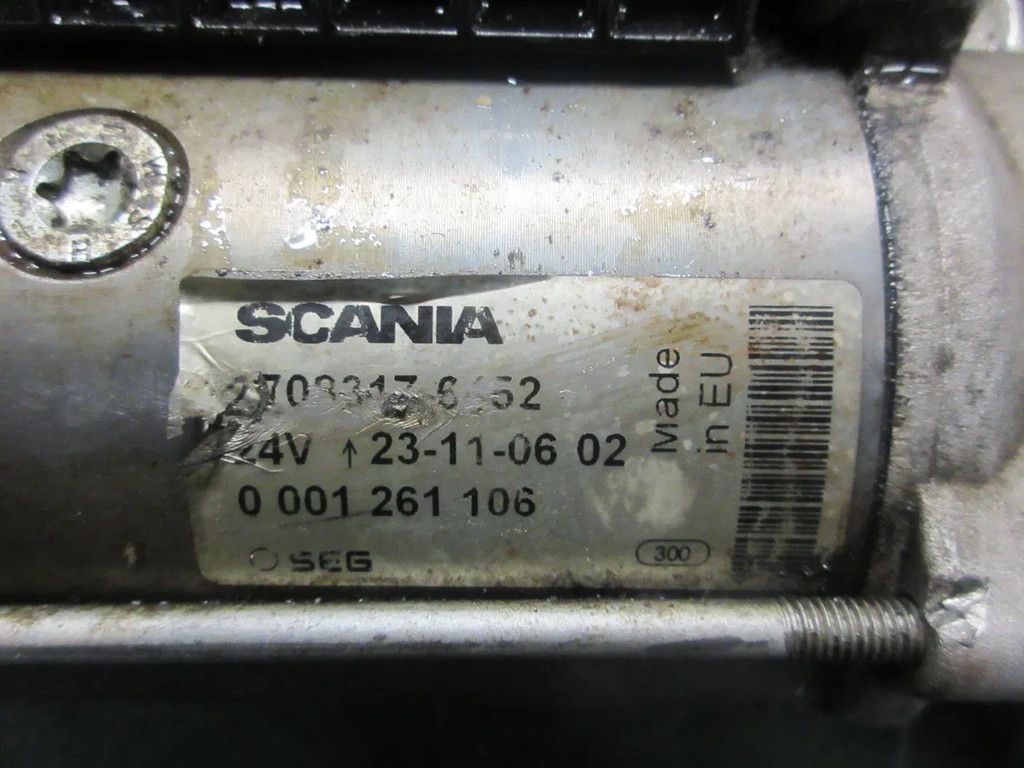 SCANIA
24V ↑ 23-11-06 02
0 001 261 106
SEG
Made
in EU
300